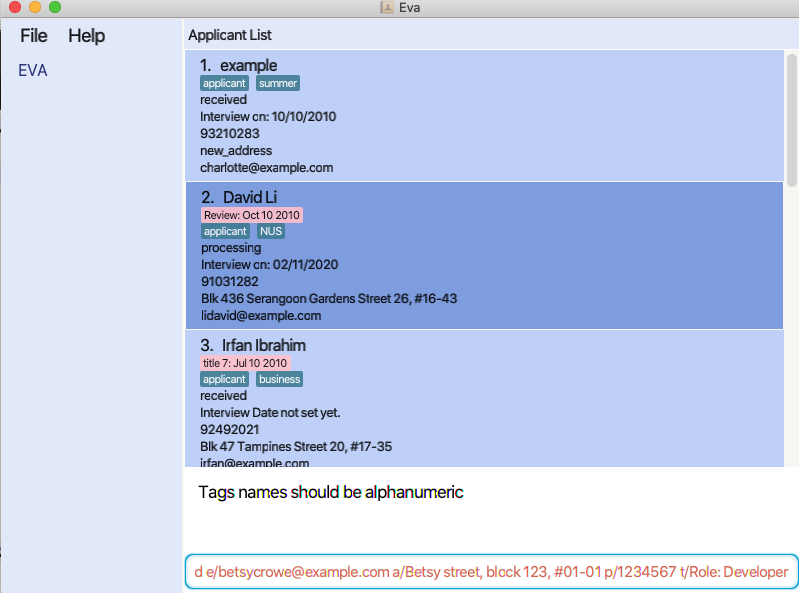 Eva
File Help
EVA
Applicant List
1. example
applicant summer
received
Interview on: 10/10/2010
93210283
new_address
charlotte@example.com
2. David Li
Review: Oct 10 2010
applicant NUS
processing
Interview on: 02/11/2020
91031282
Blk 436 Serangoon Gardens Street 26, #16-43
lidavid@example.com
3. Irfan Ibrahim
title 7: Jul 10 2010
applicant business
received
Interview Date not set yet.
92492021
Blk 47 Tampines Street 20, #17-35
irfan@example.com
Tags names should be alphanumeric
d e/betsycrowe@example.com a/Betsy street, block 123, #01-01 p/1234567 t/Role: Developer